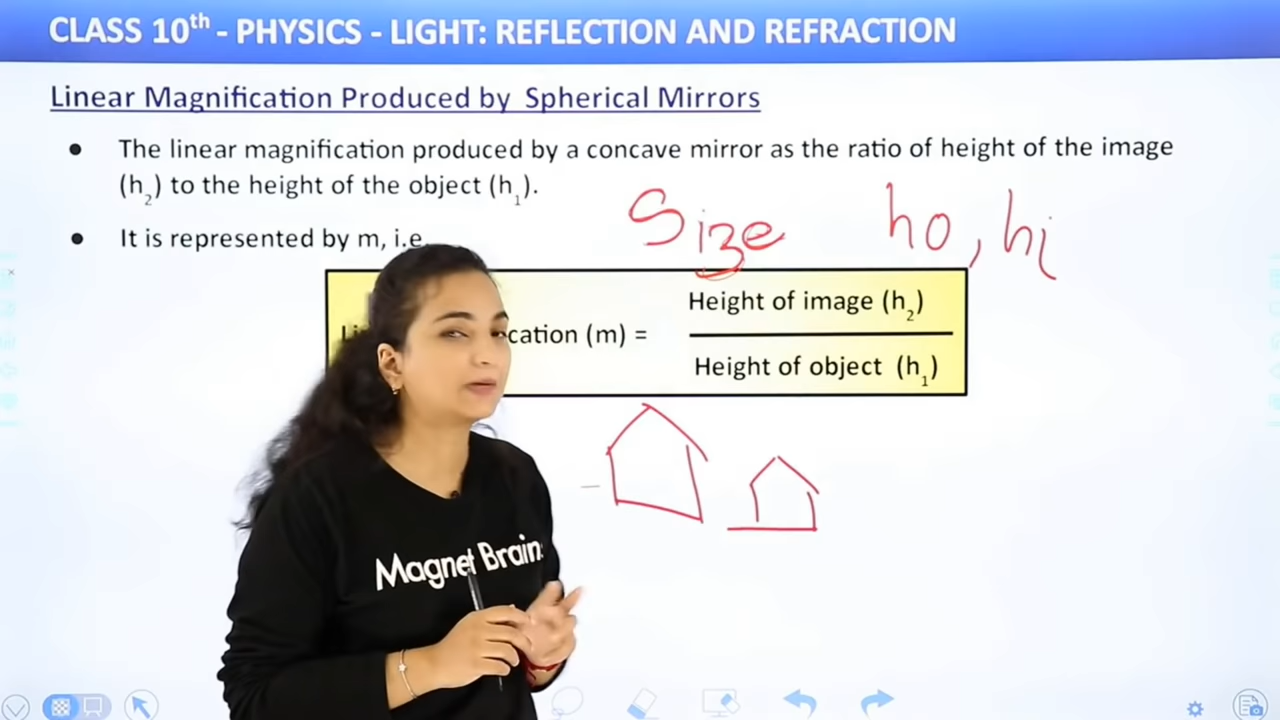 CLASS 10th - PHYSICS - LIGHT: REFLECTION AND REFRACTION
Linear Magnification Produced by Spherical Mirrors
• The linear magnification produced by a concave mirror as the ratio of height of the image
(h2) to the height of the object (h1).
Size ho, hi
• It is represented by m, i.e.
Height of image (h2)
(m) =
Height of object (h1)
Magnet Brain